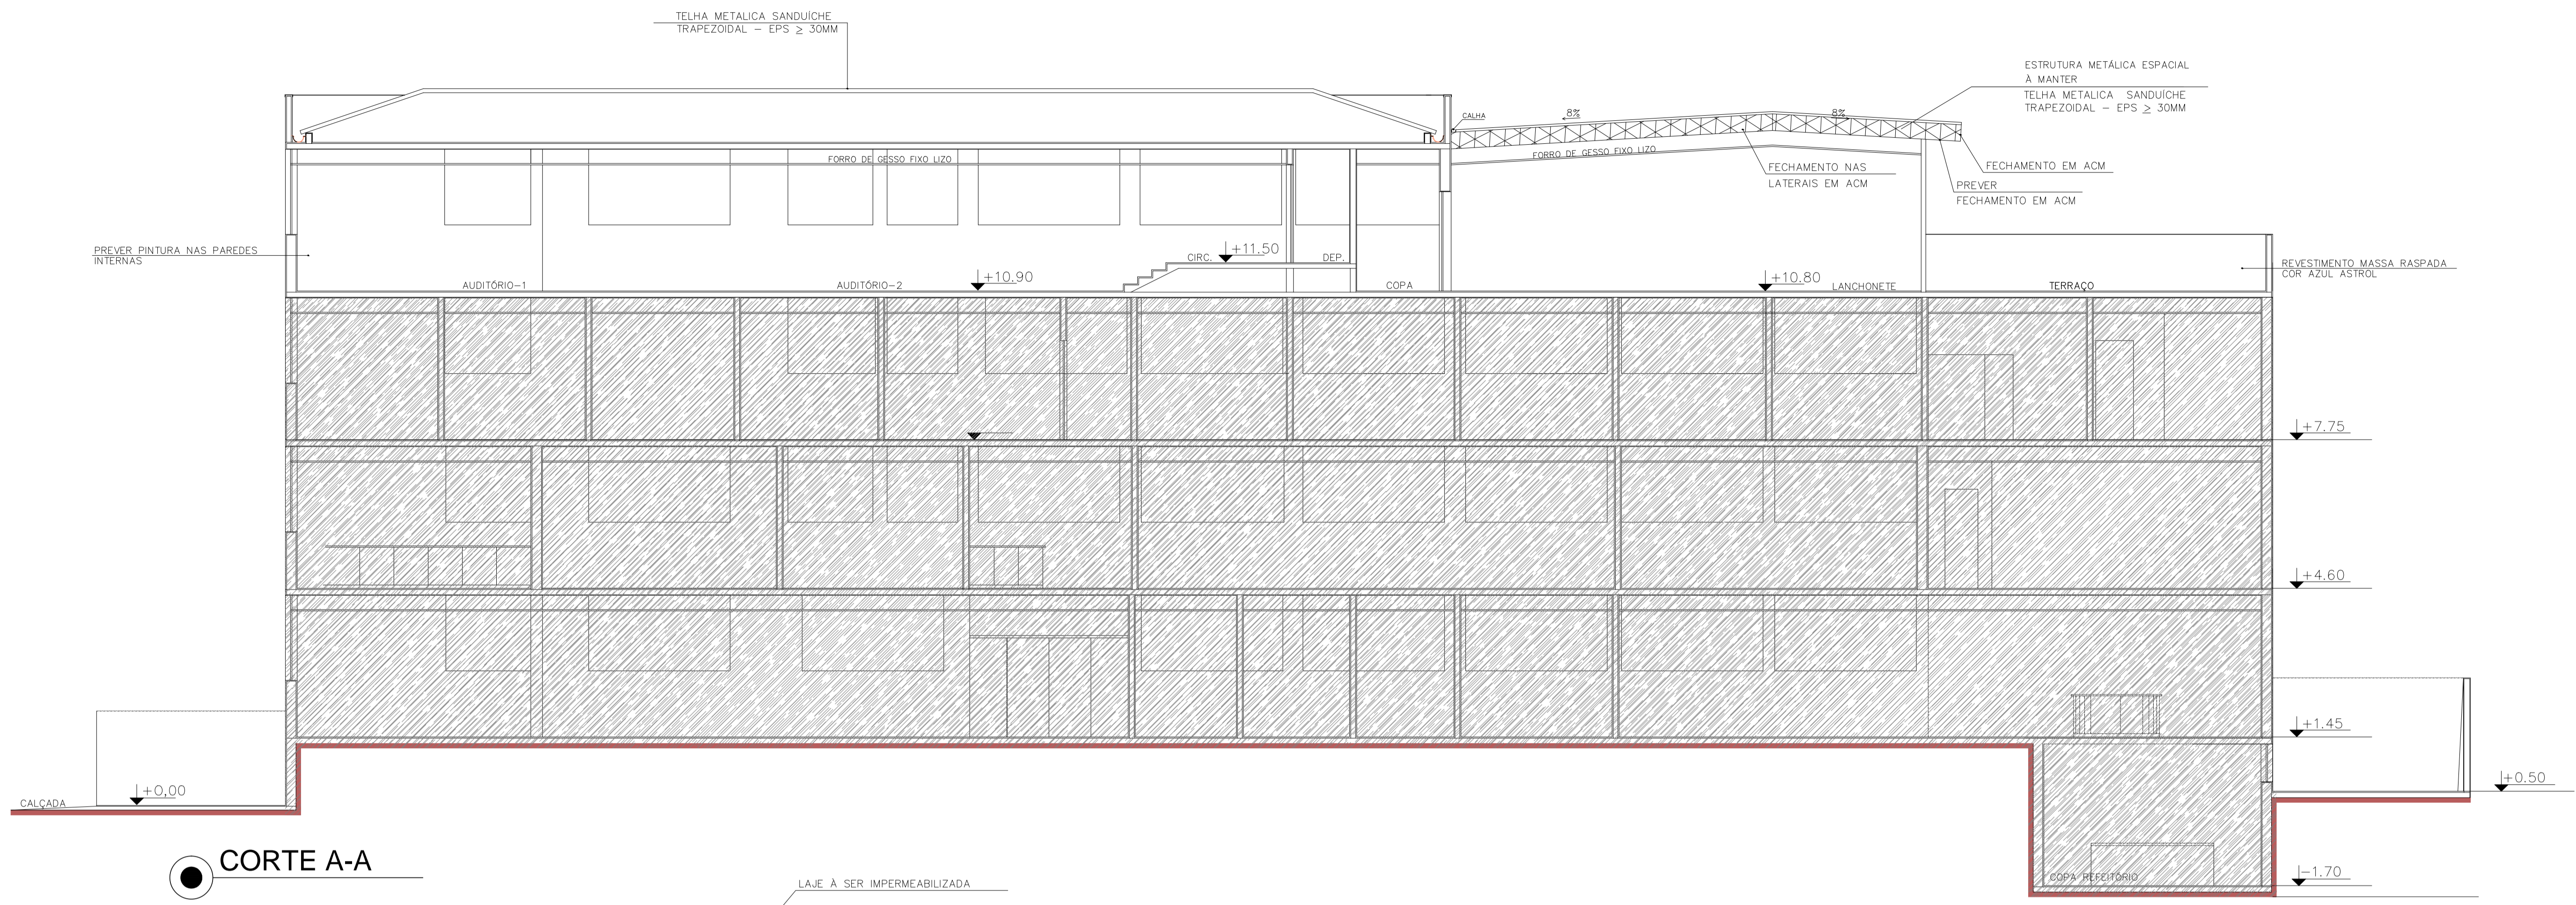 TELHA METALICA SANDUÍCHE
TRAPEZOIDAL – EPS ≥ 30MM
ESTRUTURA METÁLICA ESPACIAL
À MANTER
TELHA METALICA SANDUÍCHE
TRAPEZOIDAL – EPS ≥ 30MM
CALHA
8%
8%
FORRO DE GESSO FIXO LIZO
FORRO DE GESSO FIXO LIZO
FECHAMENTO NAS
LATERAIS EM ACM
FECHAMENTO EM ACM
PREVER
FECHAMENTO EM ACM
PREVER PINTURA NAS PAREDES
INTERNAS
CIRC.
+11.50
DEP.
REVESTIMENTO MASSA RASPADA
COR AZUL ASTROL
AUDITÓRIO-1
AUDITÓRIO-2
+10.90
COPA
+10.80
LANCHONETE
TERRAÇO
+7.75
+4.60
+1.45
CALÇADA
+0,00
+0.50
COPA REFEITÓRIO
-1.70
CORTE A-A
LAJE À SER IMPERMEABILIZADA